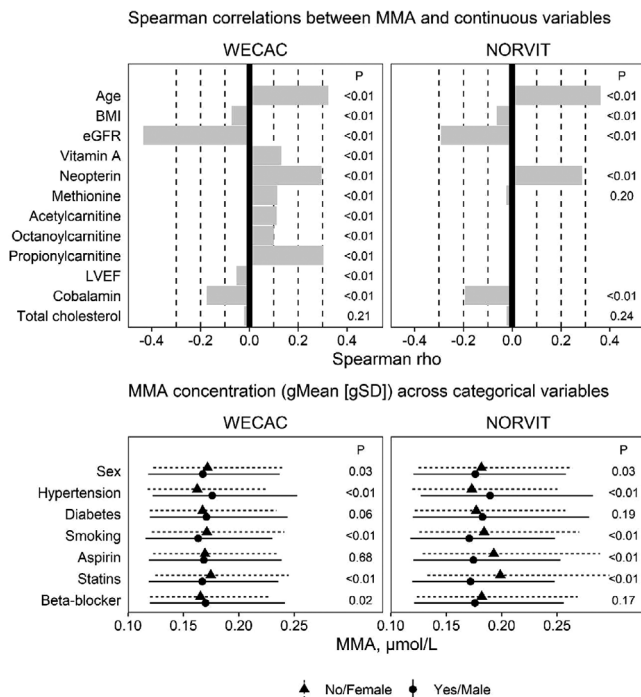 Spearman correlations between MMA and continuous variables
WECAC NORVIT
P P
Age <0.01 <0.01
BMI <0.01 <0.01
eGFR <0.01 <0.01
Vitamin A <0.01
Neopterin <0.01 <0.01
Methionine <0.01 0.20
Acetylcarnitine <0.01
Octanoylcarnitine <0.01
Propionylcarnitine <0.01
LVEF <0.01
Cobalamin <0.01 <0.01
Total cholesterol 0.21 0.24
-0.4 -0.2 0.0 0.2 0.4 -0.4 -0.2 0.0 0.2 0.4
Spearman rho
MMA concentration (gMean [gSD]) across categorical variables
WECAC NORVIT
P P
Sex 0.03 0.03
Hypertension <0.01 <0.01
Diabetes 0.06 0.19
Smoking <0.01 <0.01
Aspirin 0.68 <0.01
Statins <0.01 <0.01
Beta-blocker 0.02 0.17
0.10 0.15 0.20 0.25 0.10 0.15 0.20 0.25
MMA, µmol/L
No/Female Yes/Male